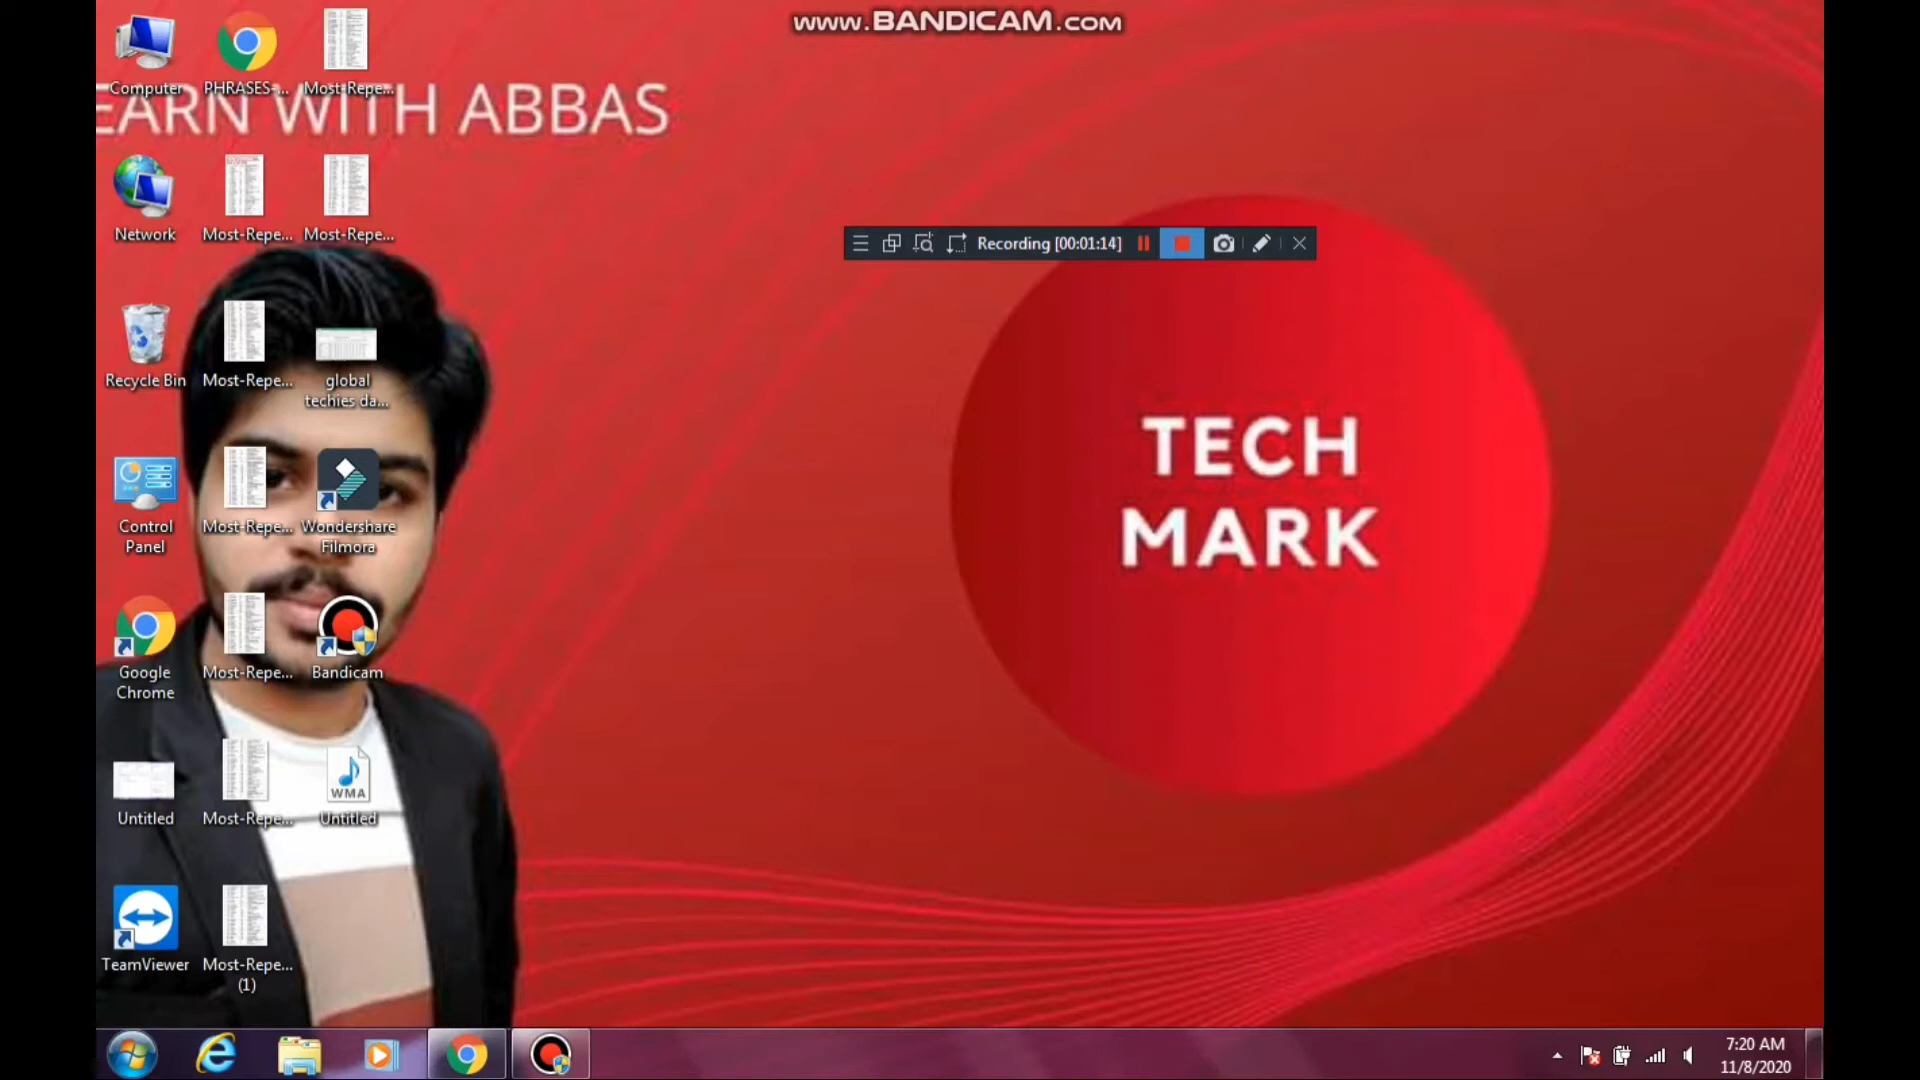 www.BANDICAM.com
Computer
PHRASES-...
Most-Repe...
EARN WITH ABBAS
Network
Most-Repe...
Most-Repe...
Recording [00:01:14]
Recycle Bin
Most-Repe...
global
techies da...
TECH
MARK
Control
Panel
Most-Repe...
Wondershare
Filmora
Google
Chrome
Most-Repe...
Bandicam
WMA
Untitled
Most-Repe...
Untitled
TeamViewer
Most-Repe...
(1)
7:20 AM
11/8/2020